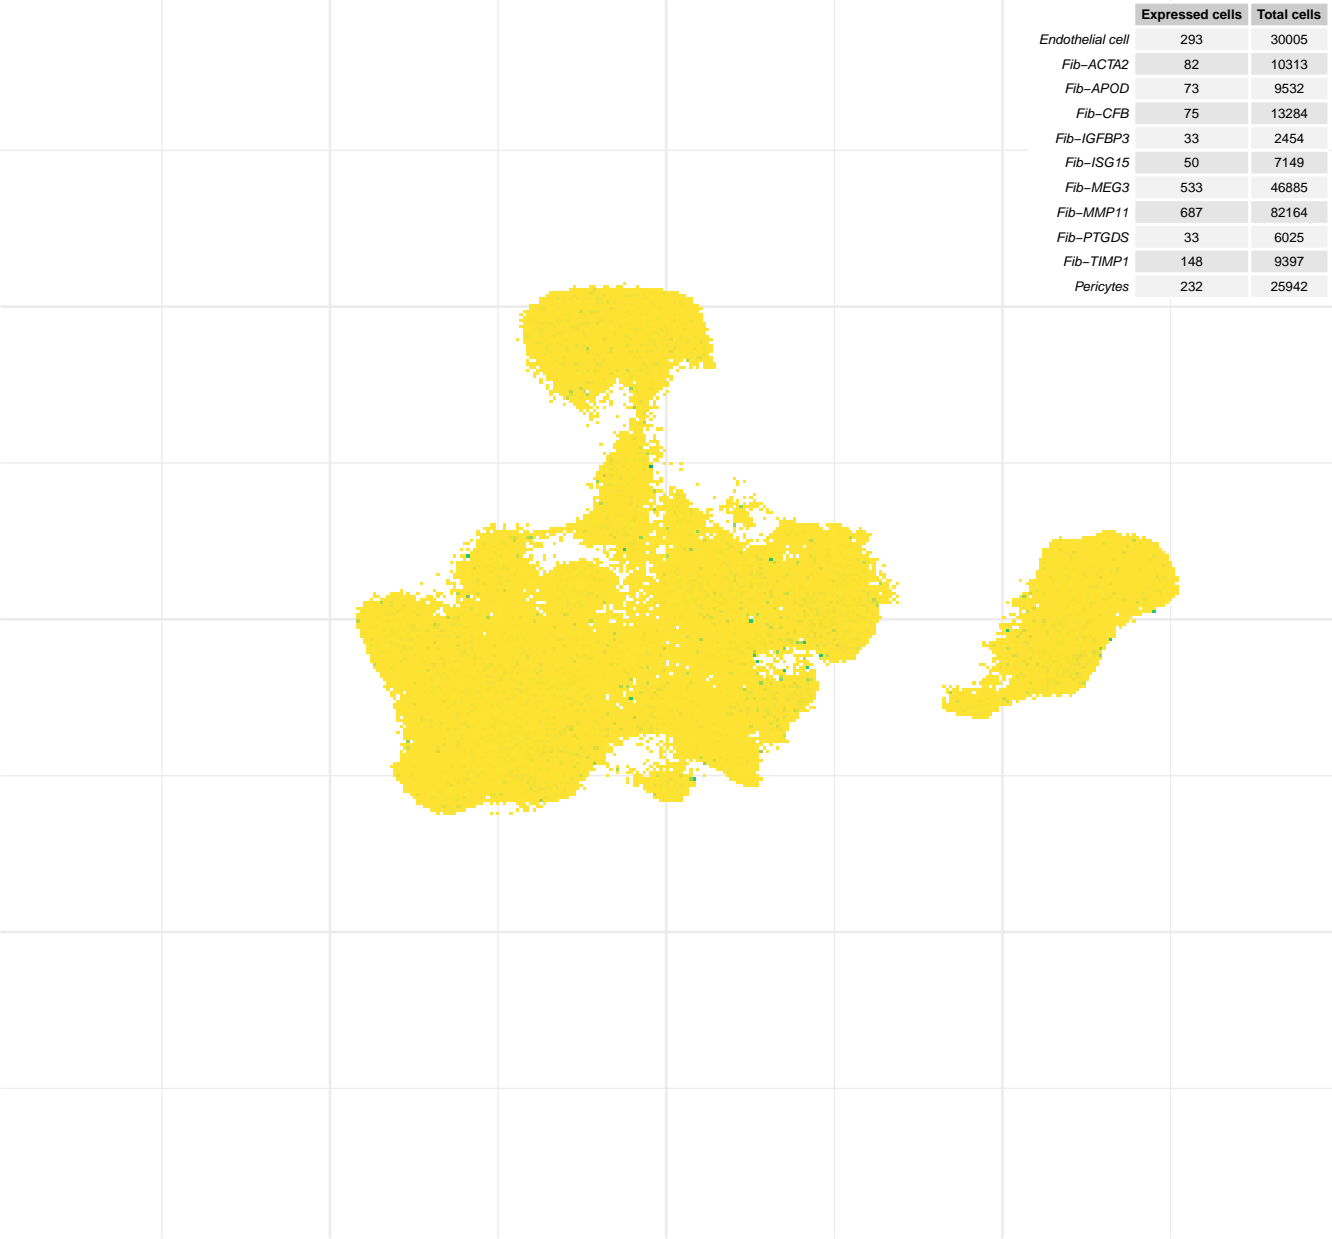 Expressed cells Total cells
Endothelial cell 293 30005
Fib−ACTA2 82 10313
Fib−APOD 73 9532
Fib−CFB 75 13284
Fib−IGFBP3 33 2454
Fib−ISG15 50 7149
Fib−MEG3 533 46885
Fib−MMP11 687 82164
Fib−PTGDS 33 6025
Fib−TIMP1 148 9397
Pericytes 232 25942